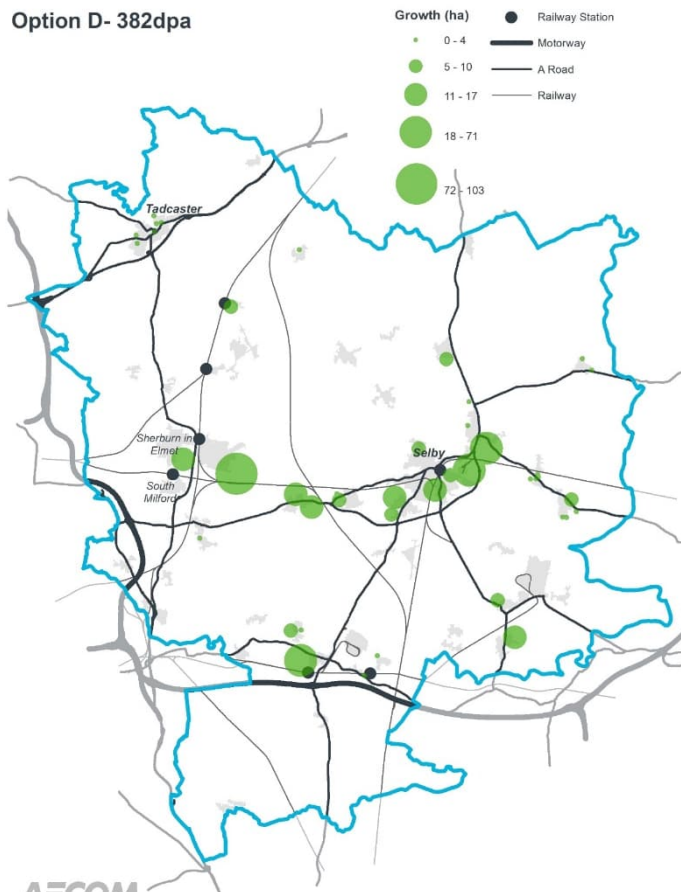 Option D- 382dpa
Growth (ha)
0 - 4
5 - 10
11 - 17
18 - 71
72 - 103
Railway Station
Motorway
A Road
Railway
Tadcaster
Sherburn in
Elmet
South
Milford
Selby
AECOM